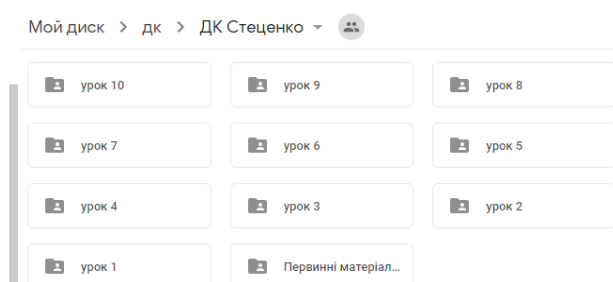 Мой диск > дк > ДК Стеценко
урок 10 урок 9 урок 8
урок 7 урок 6 урок 5
урок 4 урок 3 урок 2
урок 1 Первинні матеріал...